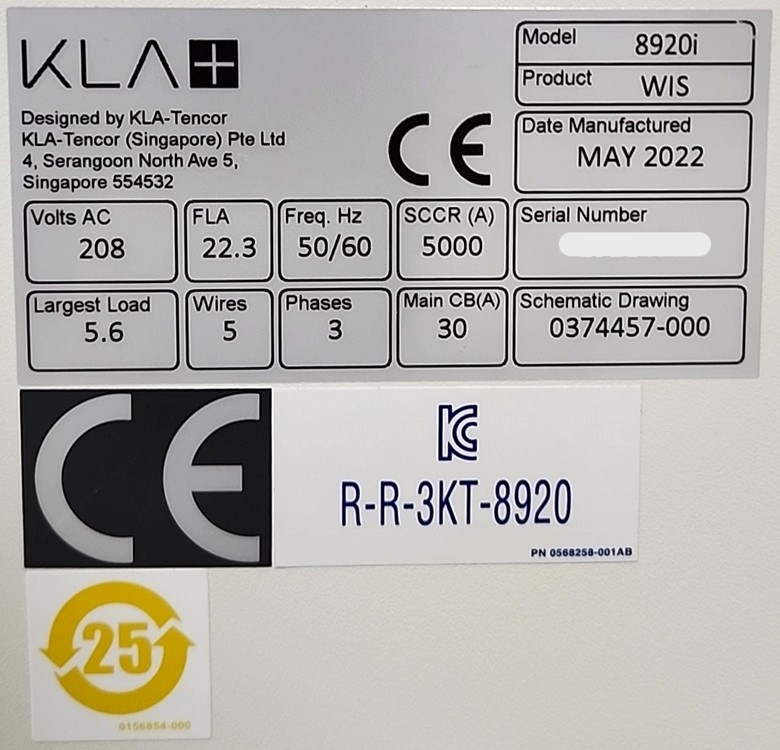 KLA+
Designed by KLA-Tencor
KLA-Tencor (Singapore) Pte Ltd
4, Serangoon North Ave 5,
Singapore 554532
CE
Model 8920i
Product WIS
Date Manufactured
MAY 2022
Volts AC
208
FLA
22.3
Freq. Hz
50/60
SCCR (A)
5000
Serial Number
Largest Load
5.6
Wires
5
Phases
3
Main CB(A)
30
Schematic Drawing
0374457-000
CE
KC
R-R-3KT-8920
PN 0568258-001AB
25
0156854-000